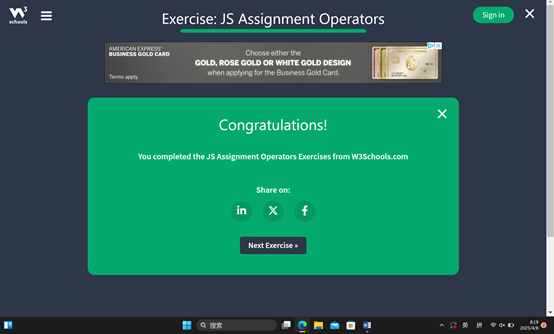 W3
schools
Exercise: JS Assignment Operators
Sign in
AMERICAN EXPRESS®
BUSINESS GOLD CARD
Terms apply.
Choose either the
GOLD, ROSE GOLD OR WHITE GOLD DESIGN
when applying for the Business Gold Card.
Congratulations!
You completed the JS Assignment Operators Exercises from W3Schools.com
Share on:
in X f
Next Exercise »
搜索
英
拼
8:19
2025/4/8